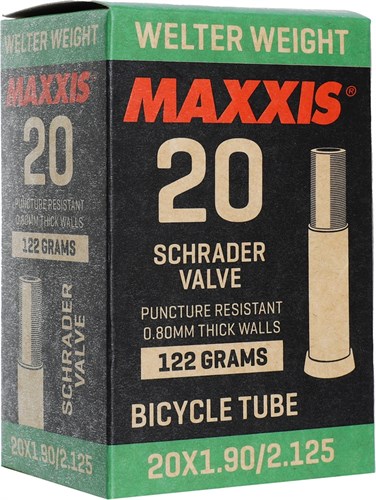 WELTER WEIGHT
MAXXIS®
20
SCHRADER
VALVE
PUNCTURE RESISTANT
0.80MM THICK WALLS
122 GRAMS
BICYCLE TUBE
20X1.90/2.125
WELTER WEIGHT
MAXXIS
20
PUNCTURE RESISTANT
0.80MM THICK WALLS
122 GRAMS
SCHRADER
VALVE
20X1.90/2.125